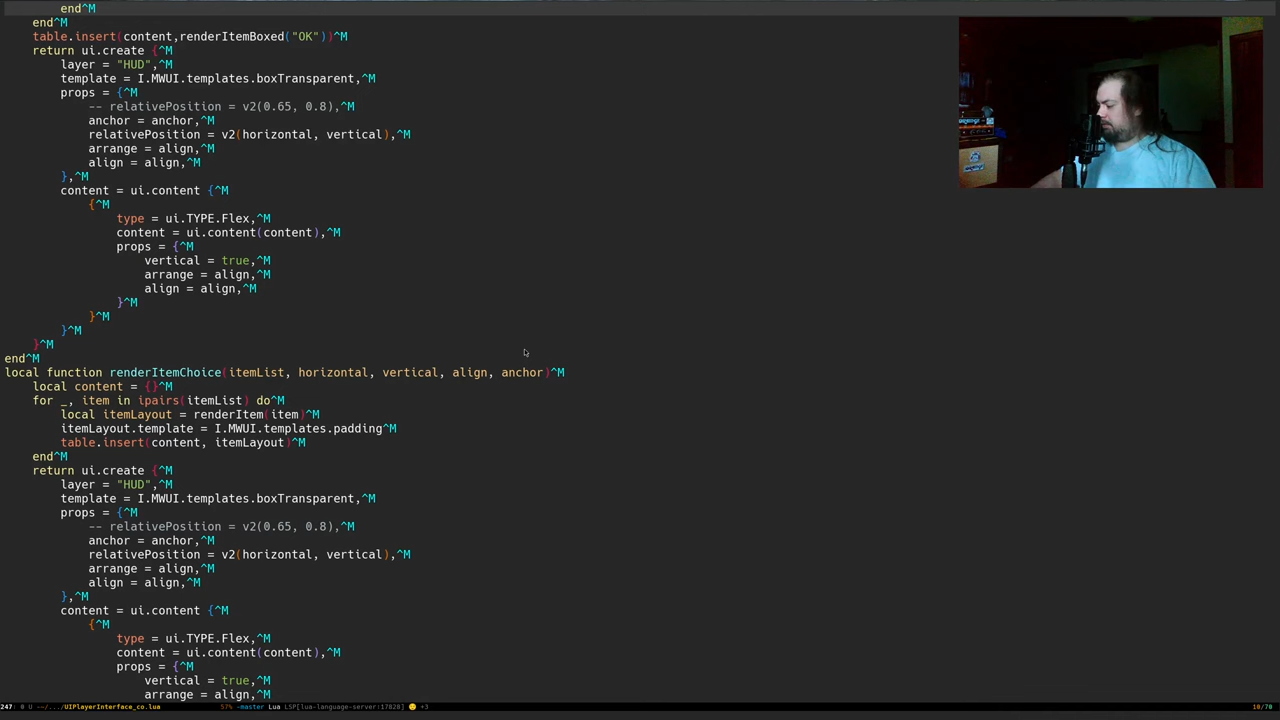 end^M
end^M
table.insert(content,renderItemBoxed("OK"))^M
return ui.create {^M
layer = "HUD",^M
template = I.MWUI.templates.boxTransparent,^M
props = {^M
-- relativePosition = v2(0.65, 0.8),^M
anchor = anchor,^M
relativePosition = v2(horizontal, vertical),^M
arrange = align,^M
align = align,^M
},^M
content = ui.content {^M
{^M
type = ui.TYPE.Flex,^M
content = ui.content(content),^M
props = {^M
vertical = true,^M
arrange = align,^M
align = align,^M
}^M
}^M
}^M
}^M
end^M
local function renderItemChoice(itemList, horizontal, vertical, align, anchor)^M
local content = {}^M
for _, item in ipairs(itemList) do^M
local itemLayout = renderItem(item)^M
itemLayout.template = I.MWUI.templates.padding^M
table.insert(content, itemLayout)^M
end^M
return ui.create {^M
layer = "HUD",^M
template = I.MWUI.templates.boxTransparent,^M
props = {^M
-- relativePosition = v2(0.65, 0.8),^M
anchor = anchor,^M
relativePosition = v2(horizontal, vertical),^M
arrange = align,^M
align = align,^M
},^M
content = ui.content {^M
{^M
type = ui.TYPE.Flex,^M
content = ui.content(content),^M
props = {^M
vertical = true,^M
arrange = align,^M
247: 0 U ~/.../UIPlayerInterface_co.lua 57% master Lua LSP[lua-language-server:17028] +3 10/70